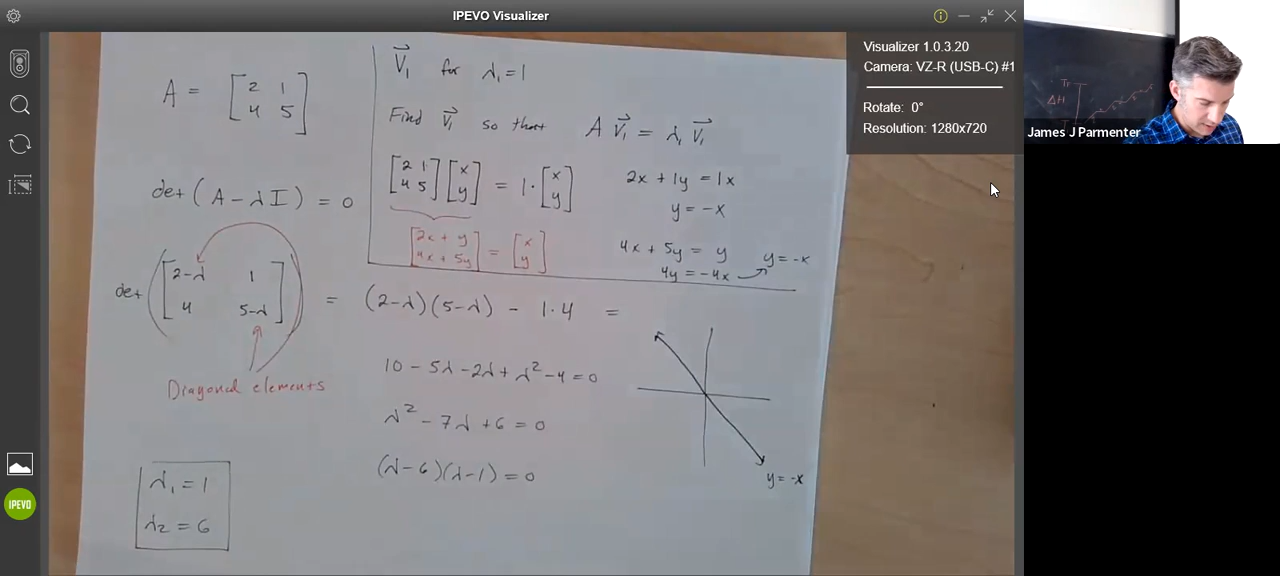 IPEVO Visualizer
Visualizer 1.0.3.20
Camera: VZ-R (USB-C) #1
Rotate: 0°
Resolution: 1280x720
James J Parmenter
ΔH
A = [2 1
4 5]
det (A - λI) = 0
det ([2-λ 1
4 5-λ]) = (2-λ)(5-λ) - 1·4 =
Diagonal elements
10 - 5λ - 2λ + λ² - 4 = 0
λ² - 7λ + 6 = 0
(λ - 6)(λ - 1) = 0
λ₁ = 1
λ₂ = 6
V⃗₁ for λ₁ = 1
Find V⃗₁ so that A V⃗₁ = λ₁ V⃗₁
[2 1
4 5] [x
y] = 1· [x
y]
[2x + y
4x + 5y] = [x
y]
2x + 1y = 1x
y = -x
4x + 5y = y
4y = -4x
y = -x
y = -x
IPEVO